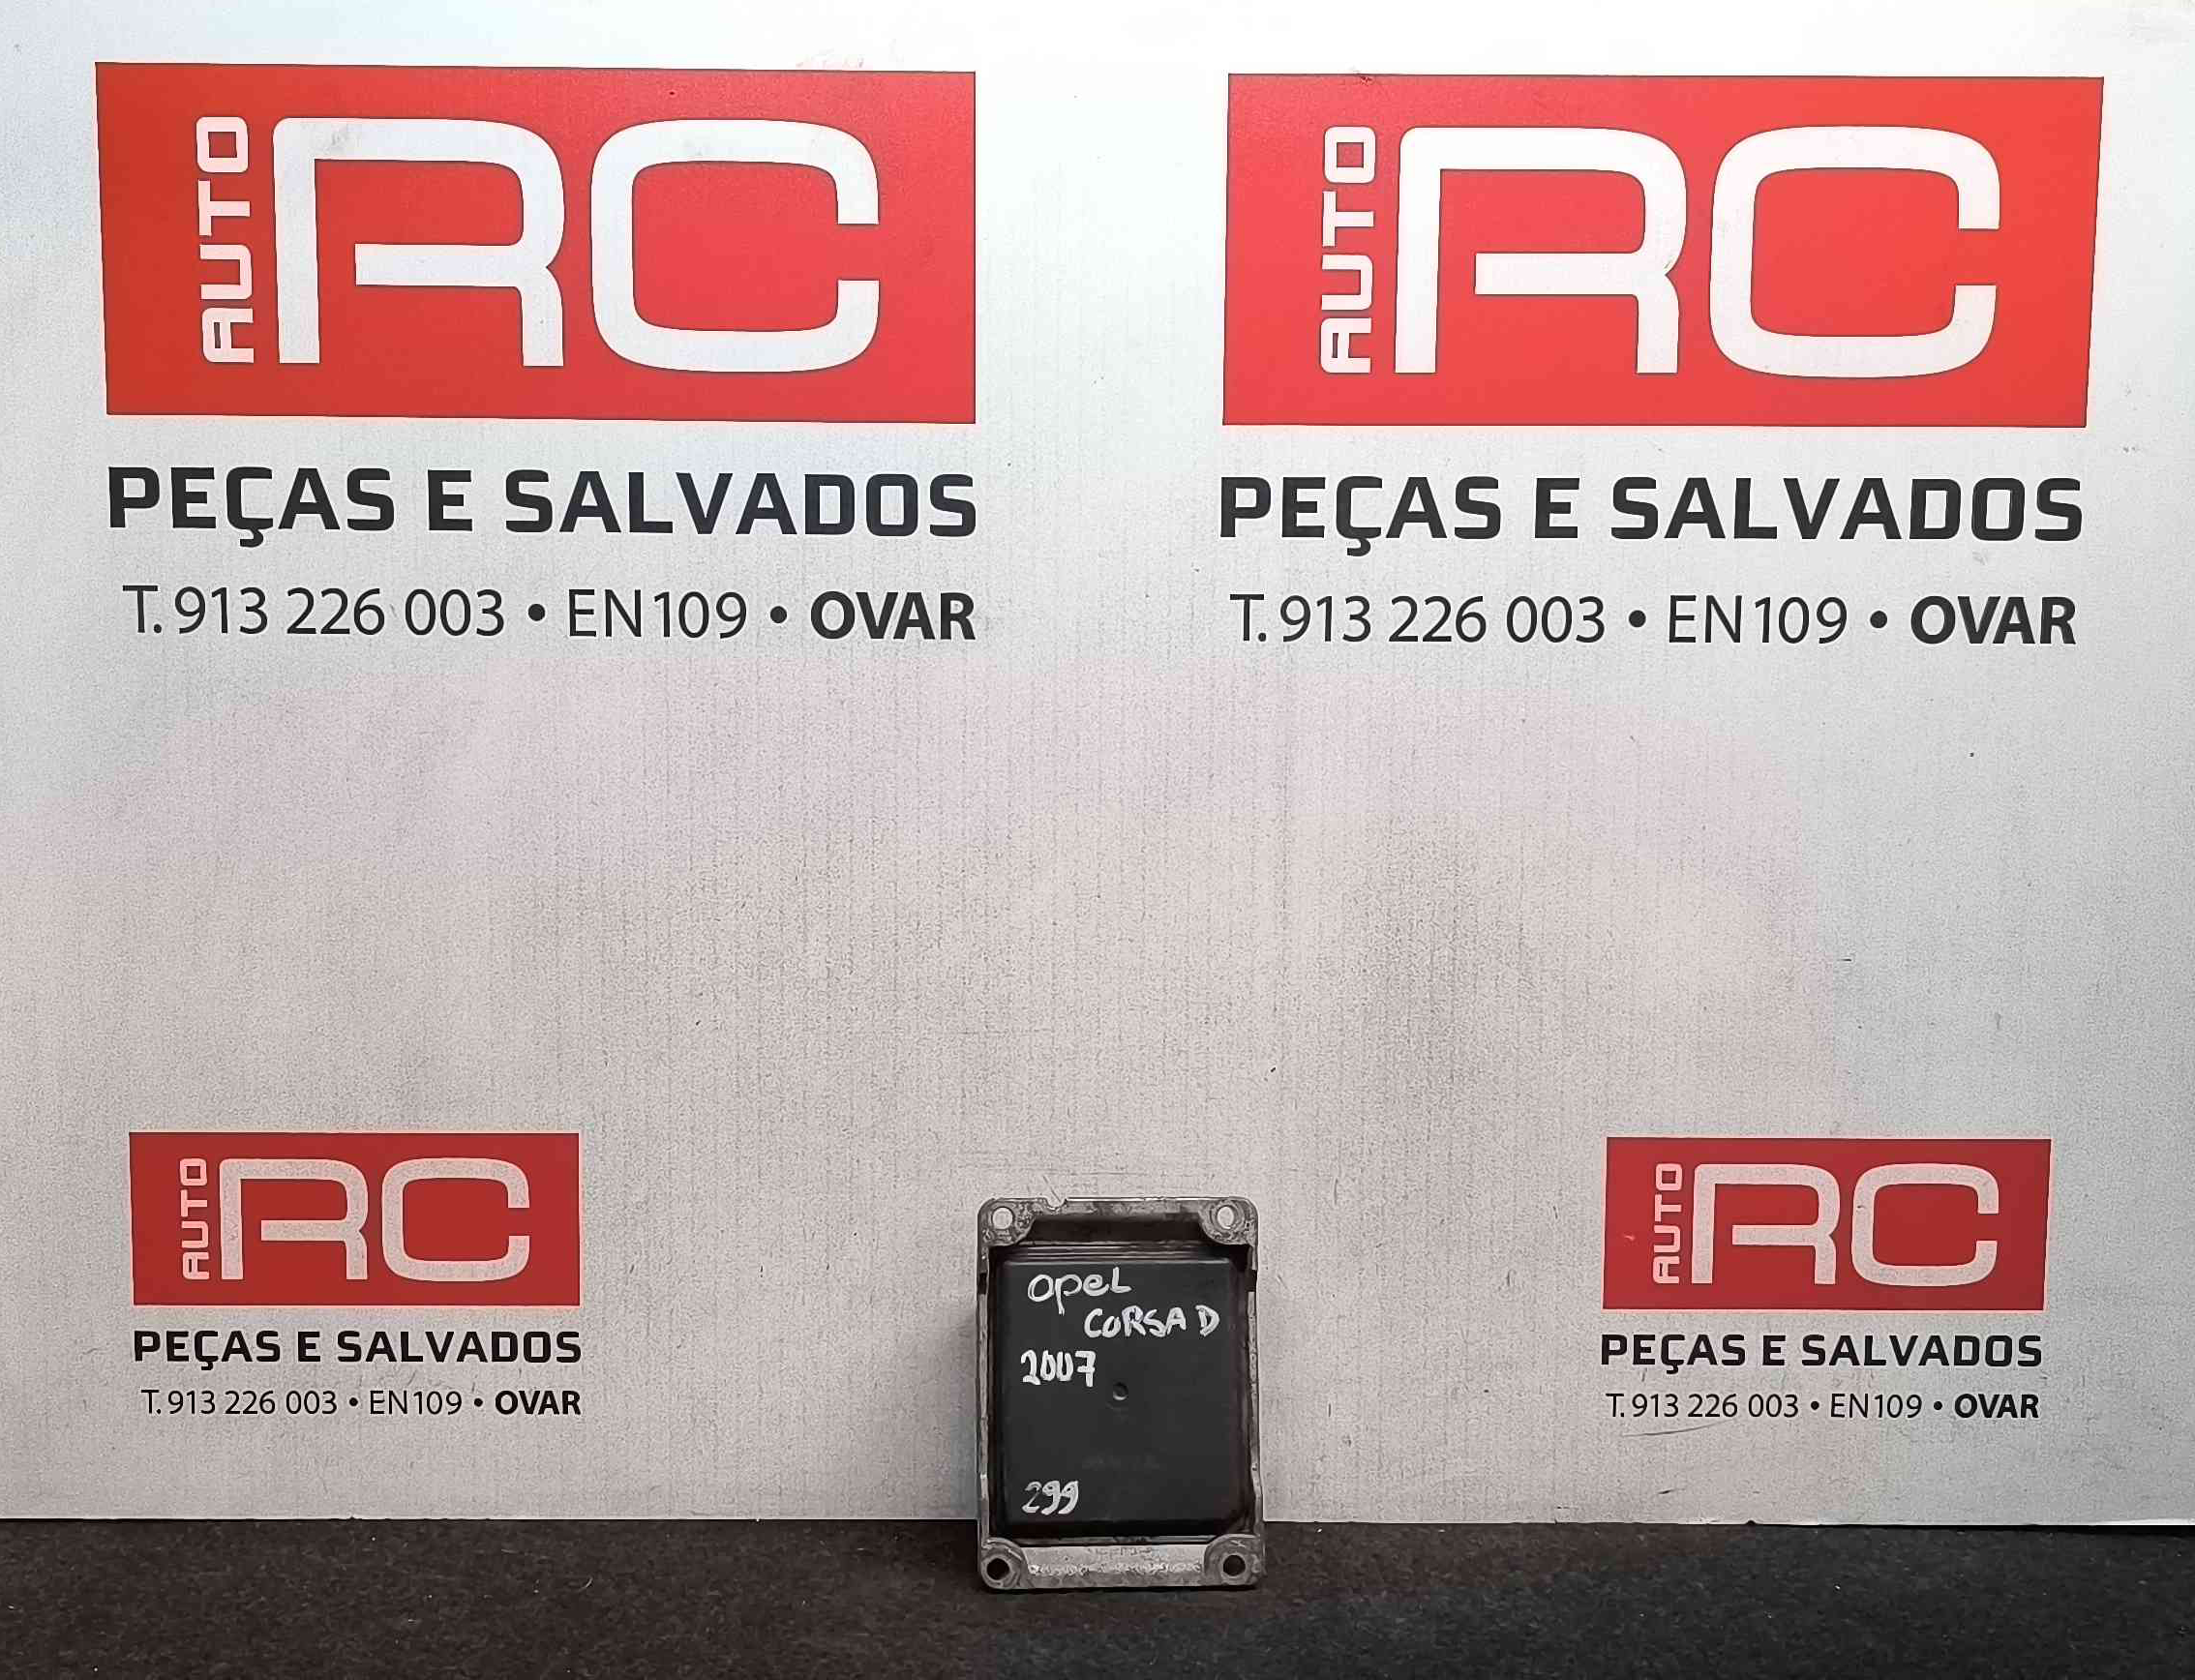 AUTO RC
PEÇAS E SALVADOS
T. 913 226 003 • EN109 • OVAR
AUTO RC
PEÇAS E SALVADOS
T. 913 226 003 • EN109 • OVAR
AUTO RC
PEÇAS E SALVADOS
T. 913 226 003 • EN109 • OVAR
OPEL
CORSA D
2007
299
AUTO RC
PEÇAS E SALVADOS
T. 913 226 003 • EN109 • OVAR